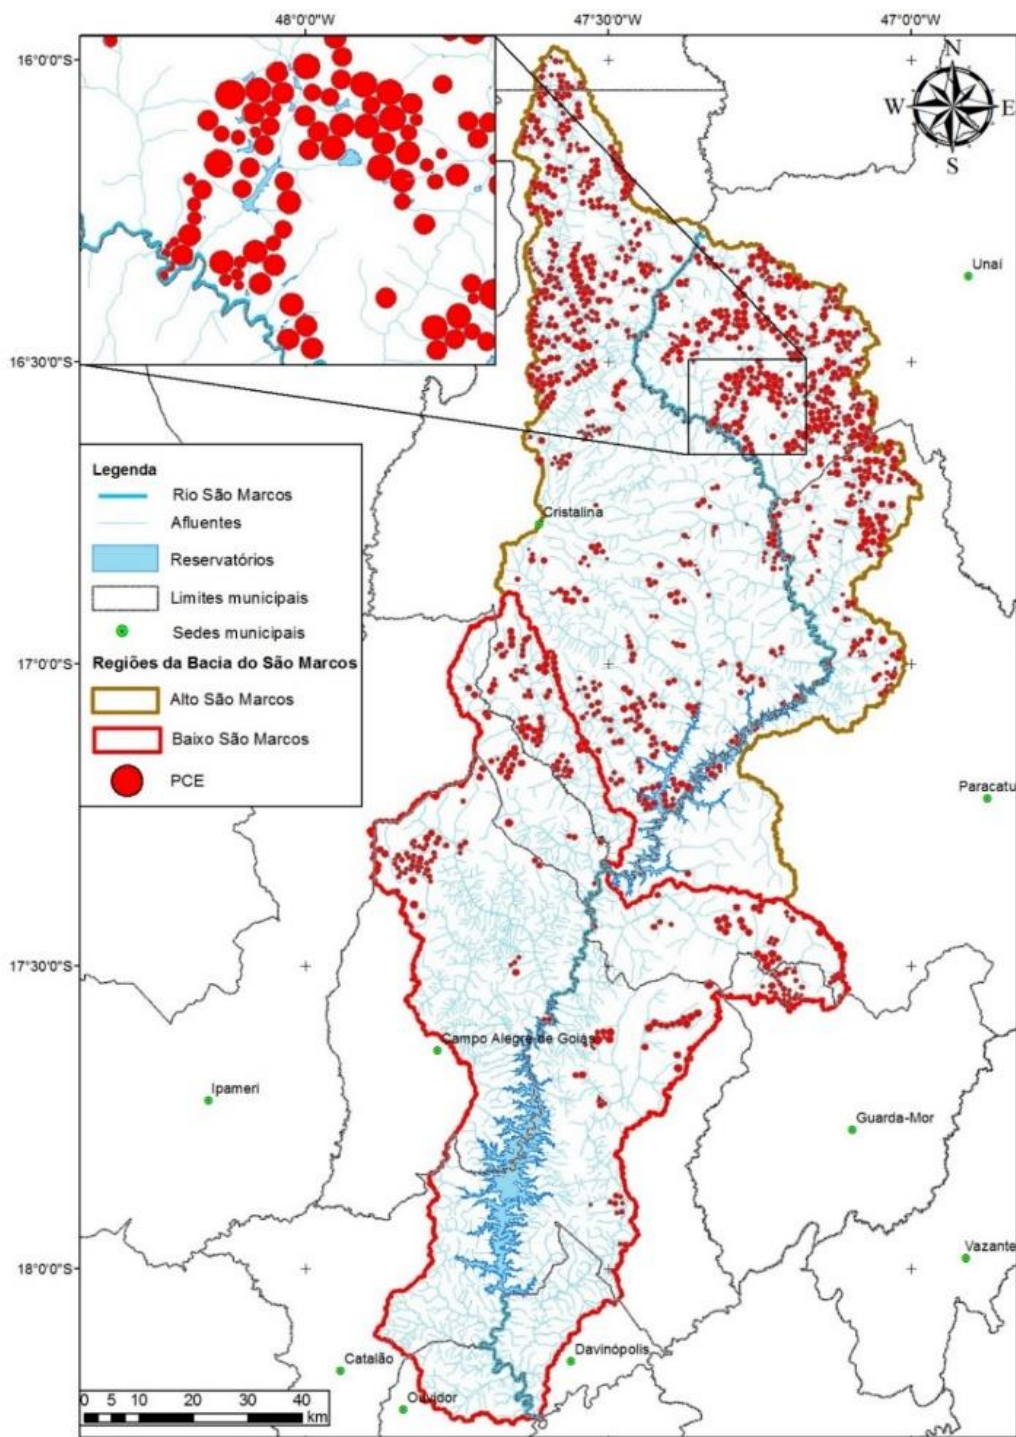 48°0'0"W
47°30'0"W
47°0'0"W
16°0'0"S
N
W
E
S
Unaí
16°30'0"S
Legenda
Rio São Marcos
Afluentes
Reservatórios
Limites municipais
Sedes municipais
Regiões da Bacia do São Marcos
Alto São Marcos
Baixo São Marcos
PCE
Cristalina
17°0'0"S
Paracatu
17°30'0"S
Campo Alegre de Goiás
Ipameri
Guarda-Mor
Vazante
18°0'0"S
Davinópolis
Catalão
Ouvidor
0 5 10 20 30 40
km